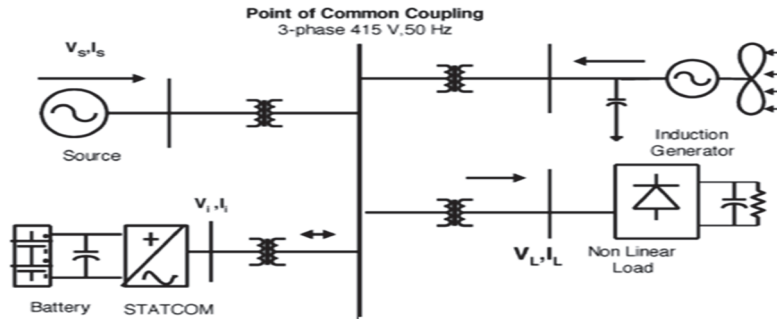 Point of Common Coupling
3-phase 415 V,50 Hz
Vs,Is
Source
Induction
Generator
Vi,Ii
VL,IL
Non Linear
Load
Battery
STATCOM